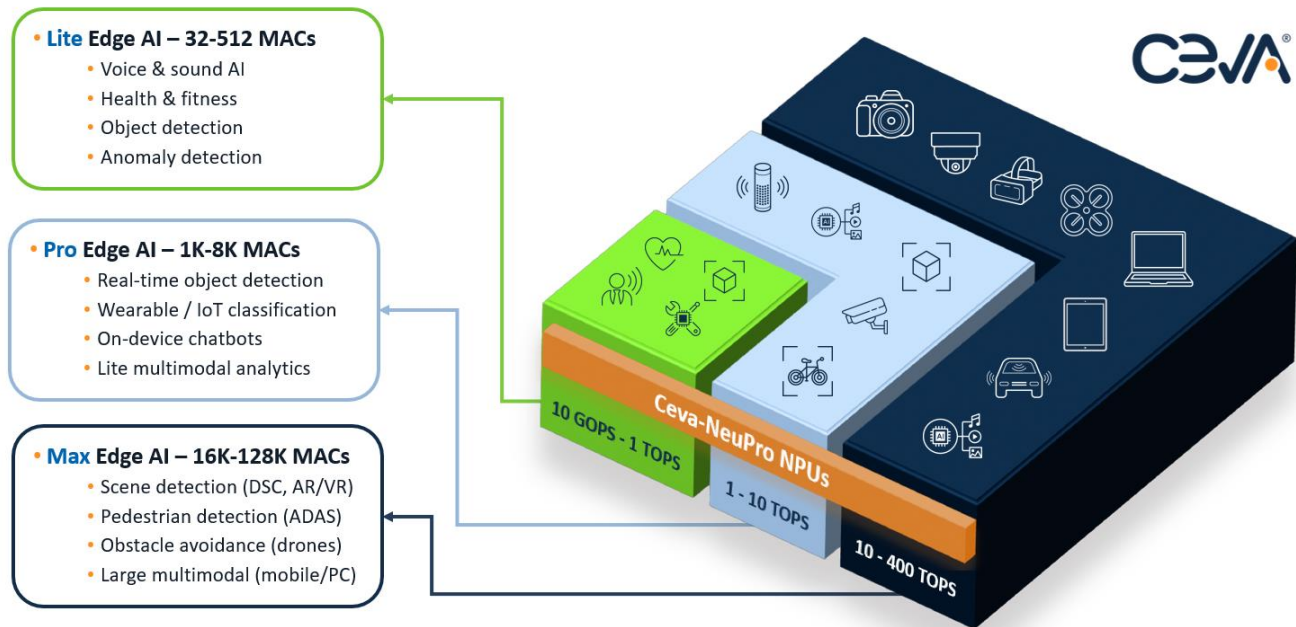 • Lite Edge AI – 32-512 MACs
• Voice & sound AI
• Health & fitness
• Object detection
• Anomaly detection
• Pro Edge AI – 1K-8K MACs
• Real-time object detection
• Wearable / IoT classification
• On-device chatbots
• Lite multimodal analytics
• Max Edge AI – 16K-128K MACs
• Scene detection (DSC, AR/VR)
• Pedestrian detection (ADAS)
• Obstacle avoidance (drones)
• Large multimodal (mobile/PC)
CEVA®
AI
AI
Ceva-NeuPro NPUs
10 GOPS - 1 TOPS
1 - 10 TOPS
10 - 400 TOPS